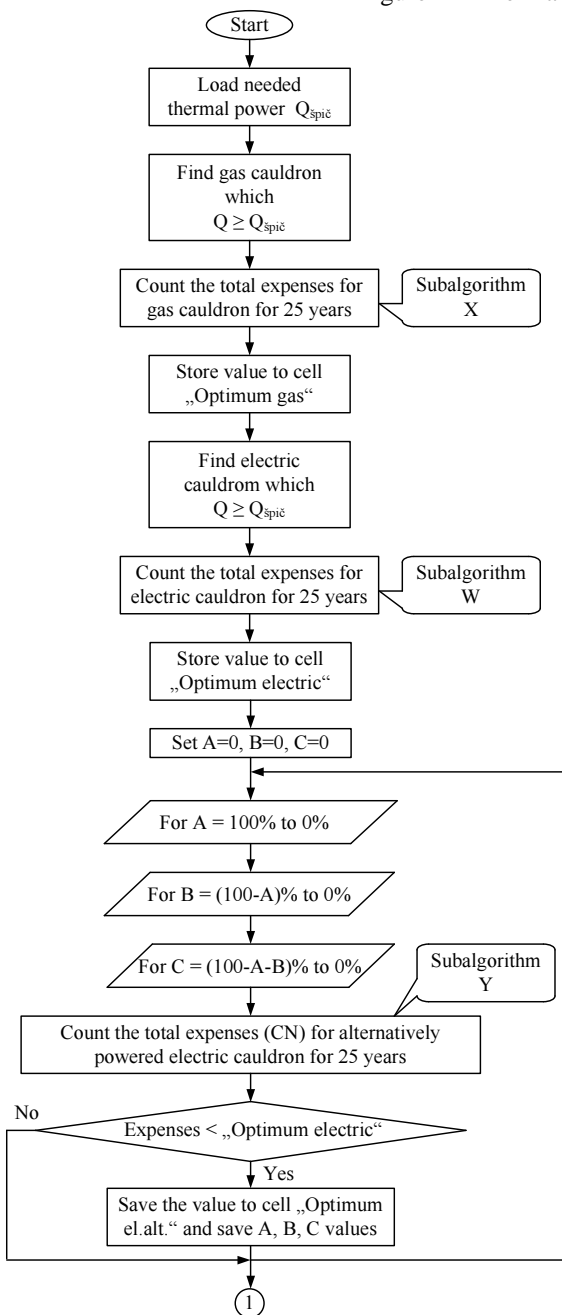 Start
Load needed
thermal power Qšpič
Find gas cauldron
which
Q ≥ Qšpič
Count the total expenses for
gas cauldron for 25 years
Subalgorithm
X
Store value to cell
„Optimum gas“
Find electric
cauldrom which
Q ≥ Qšpič
Count the total expenses for
electric cauldron for 25 years
Subalgorithm
W
Store value to cell
„Optimum electric“
Set A=0, B=0, C=0
For A = 100% to 0%
For B = (100-A)% to 0%
For C = (100-A-B)% to 0%
Subalgorithm
Y
Count the total expenses (CN) for alternatively
powered electric cauldron for 25 years
No
Expenses < „Optimum electric“
Yes
Save the value to cell „Optimum
el.alt.“ and save A, B, C values
1